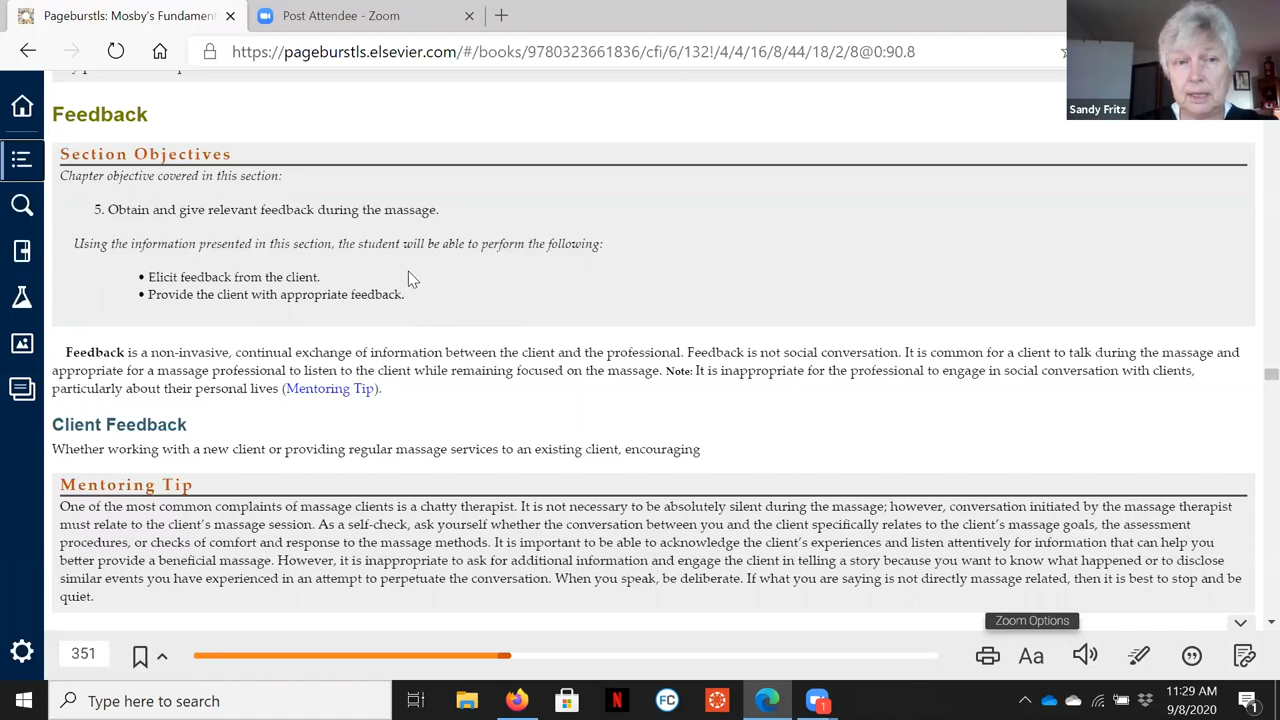 Pageburstls: Mosby's Fundament
Post Attendee - Zoom
https://pageburstls.elsevier.com/#/books/9780323661836/cfi/6/132!/4/4/16/8/44/18/2/8@0:90.8
Sandy Fritz
Feedback
Section Objectives
Chapter objective covered in this section:
5. Obtain and give relevant feedback during the massage.
Using the information presented in this section, the student will be able to perform the following:
• Elicit feedback from the client.
• Provide the client with appropriate feedback.
Feedback is a non-invasive, continual exchange of information between the client and the professional. Feedback is not social conversation. It is common for a client to talk during the massage and
appropriate for a massage professional to listen to the client while remaining focused on the massage. Note: It is inappropriate for the professional to engage in social conversation with clients,
particularly about their personal lives (Mentoring Tip).
Client Feedback
Whether working with a new client or providing regular massage services to an existing client, encouraging
Mentoring Tip
One of the most common complaints of massage clients is a chatty therapist. It is not necessary to be absolutely silent during the massage; however, conversation initiated by the massage therapist
must relate to the client's massage session. As a self-check, ask yourself whether the conversation between you and the client specifically relates to the client's massage goals, the assessment
procedures, or checks of comfort and response to the massage methods. It is important to be able to acknowledge the client's experiences and listen attentively for information that can help you
better provide a beneficial massage. However, it is inappropriate to ask for additional information and engage the client in telling a story because you want to know what happened or to disclose
similar events you have experienced in an attempt to perpetuate the conversation. When you speak, be deliberate. If what you are saying is not directly massage related, then it is best to stop and be
quiet.
Zoom Options
351
Aa
Type here to search
N
FC
1
11:29 AM
9/8/2020
1